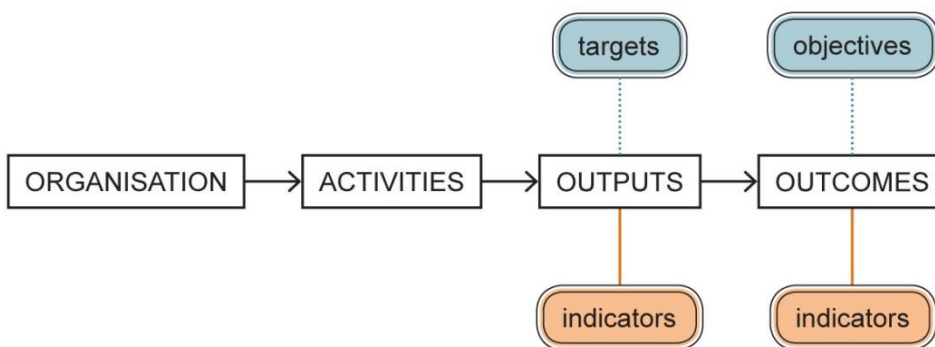 targets
objectives
ORGANISATION
ACTIVITIES
OUTPUTS
OUTCOMES
indicators
indicators